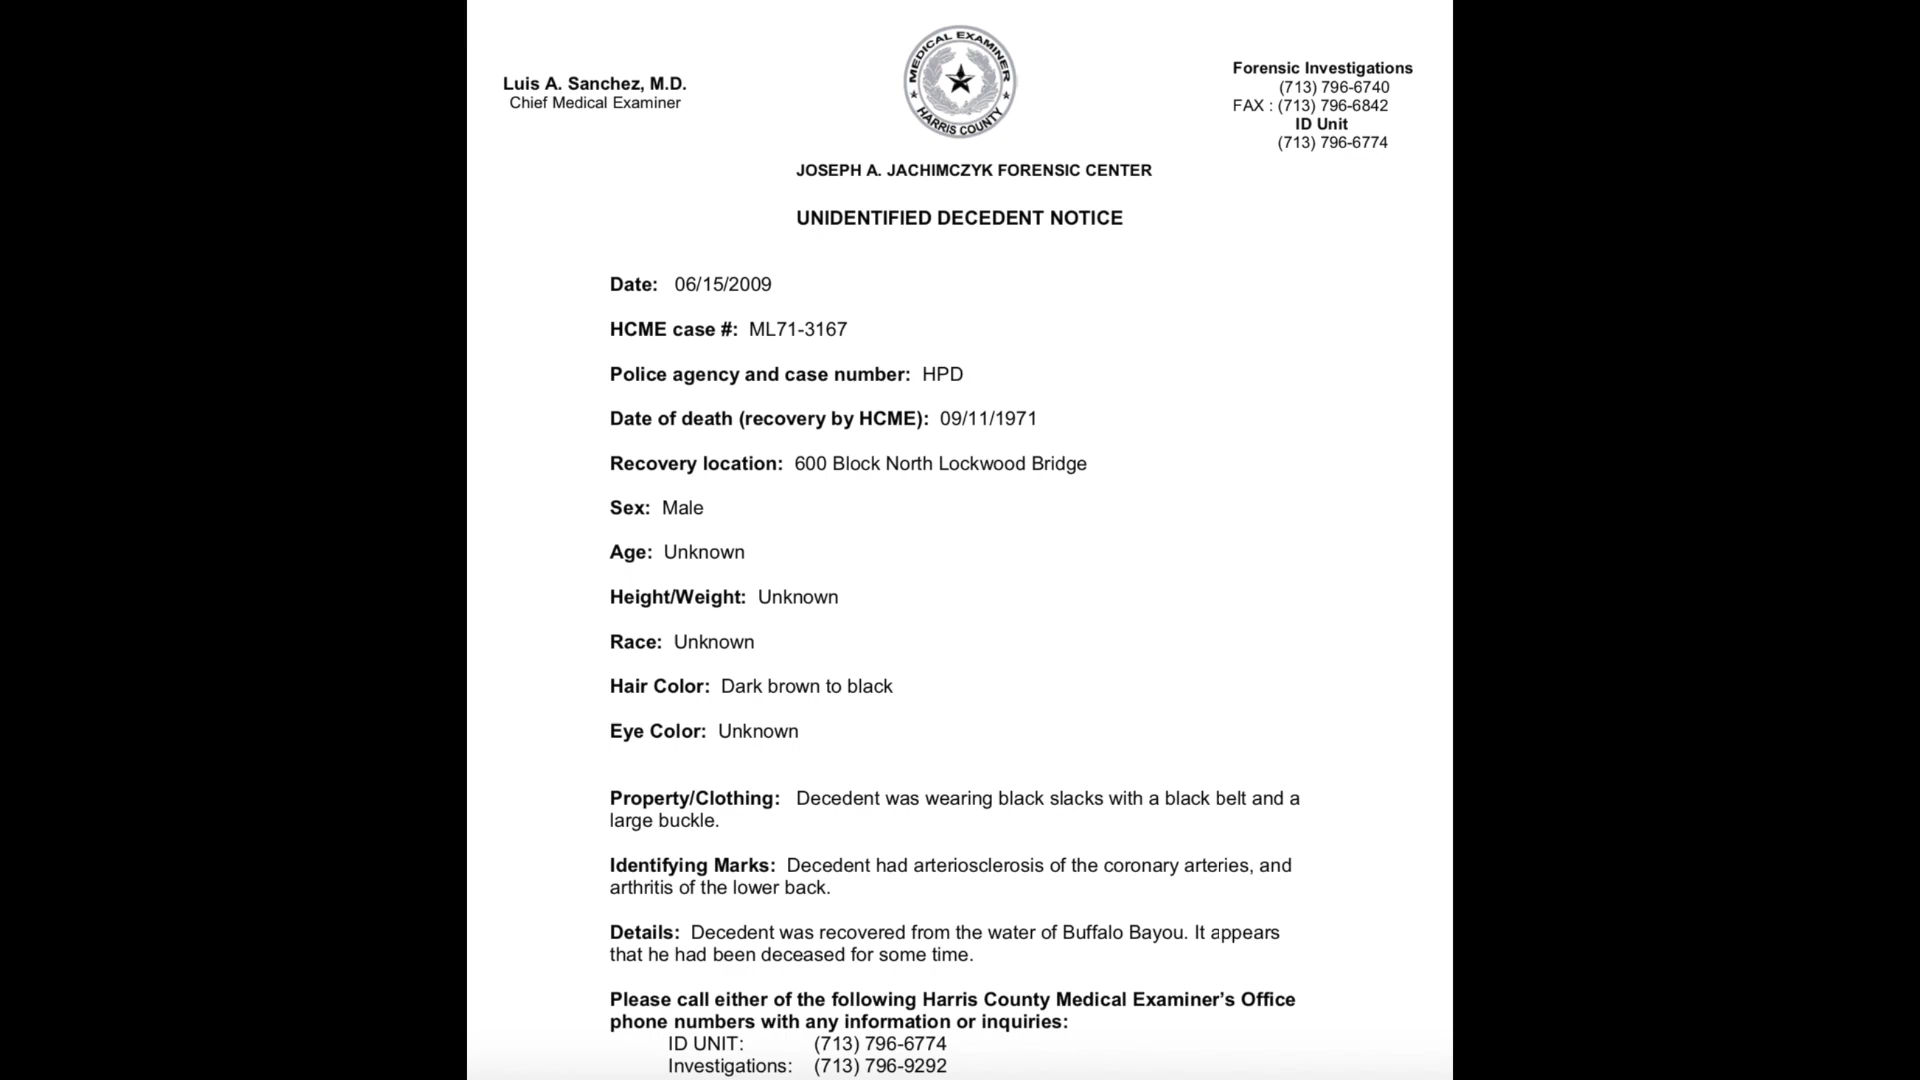 Luis A. Sanchez, M.D.
Chief Medical Examiner
MEDICAL EXAMINER
HARRIS COUNTY
Forensic Investigations
(713) 796-6740
FAX : (713) 796-6842
ID Unit
(713) 796-6774
JOSEPH A. JACHIMCZYK FORENSIC CENTER
UNIDENTIFIED DECEDENT NOTICE
Date: 06/15/2009
HCME case #: ML71-3167
Police agency and case number: HPD
Date of death (recovery by HCME): 09/11/1971
Recovery location: 600 Block North Lockwood Bridge
Sex: Male
Age: Unknown
Height/Weight: Unknown
Race: Unknown
Hair Color: Dark brown to black
Eye Color: Unknown
Property/Clothing: Decedent was wearing black slacks with a black belt and a
large buckle.
Identifying Marks: Decedent had arteriosclerosis of the coronary arteries, and
arthritis of the lower back.
Details: Decedent was recovered from the water of Buffalo Bayou. It appears
that he had been deceased for some time.
Please call either of the following Harris County Medical Examiner’s Office
phone numbers with any information or inquiries:
ID UNIT: (713) 796-6774
Investigations: (713) 796-9292